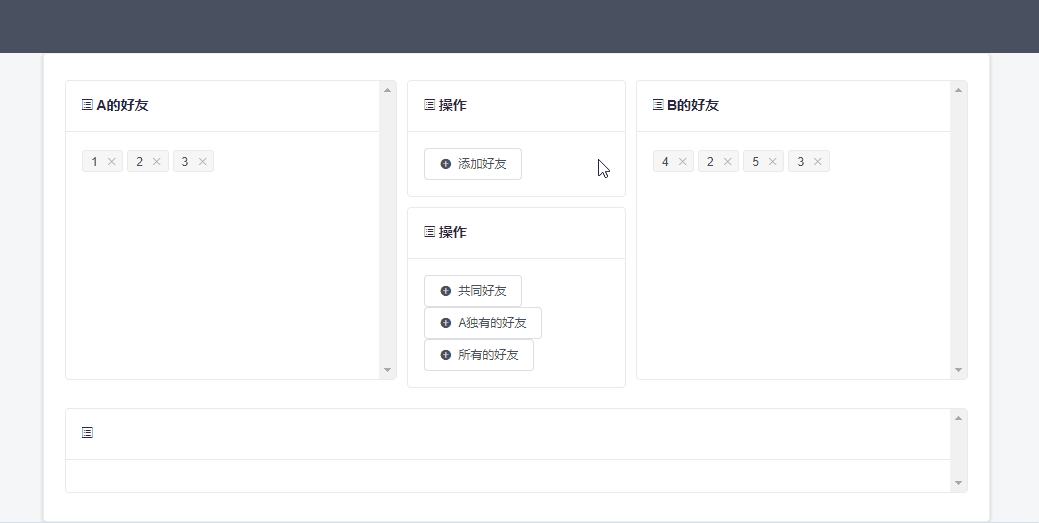 A的好友
1 × 2 × 3 ×
操作
添加好友
操作
共同好友
A独有的好友
所有的好友
B的好友
4 × 2 × 5 × 3 ×